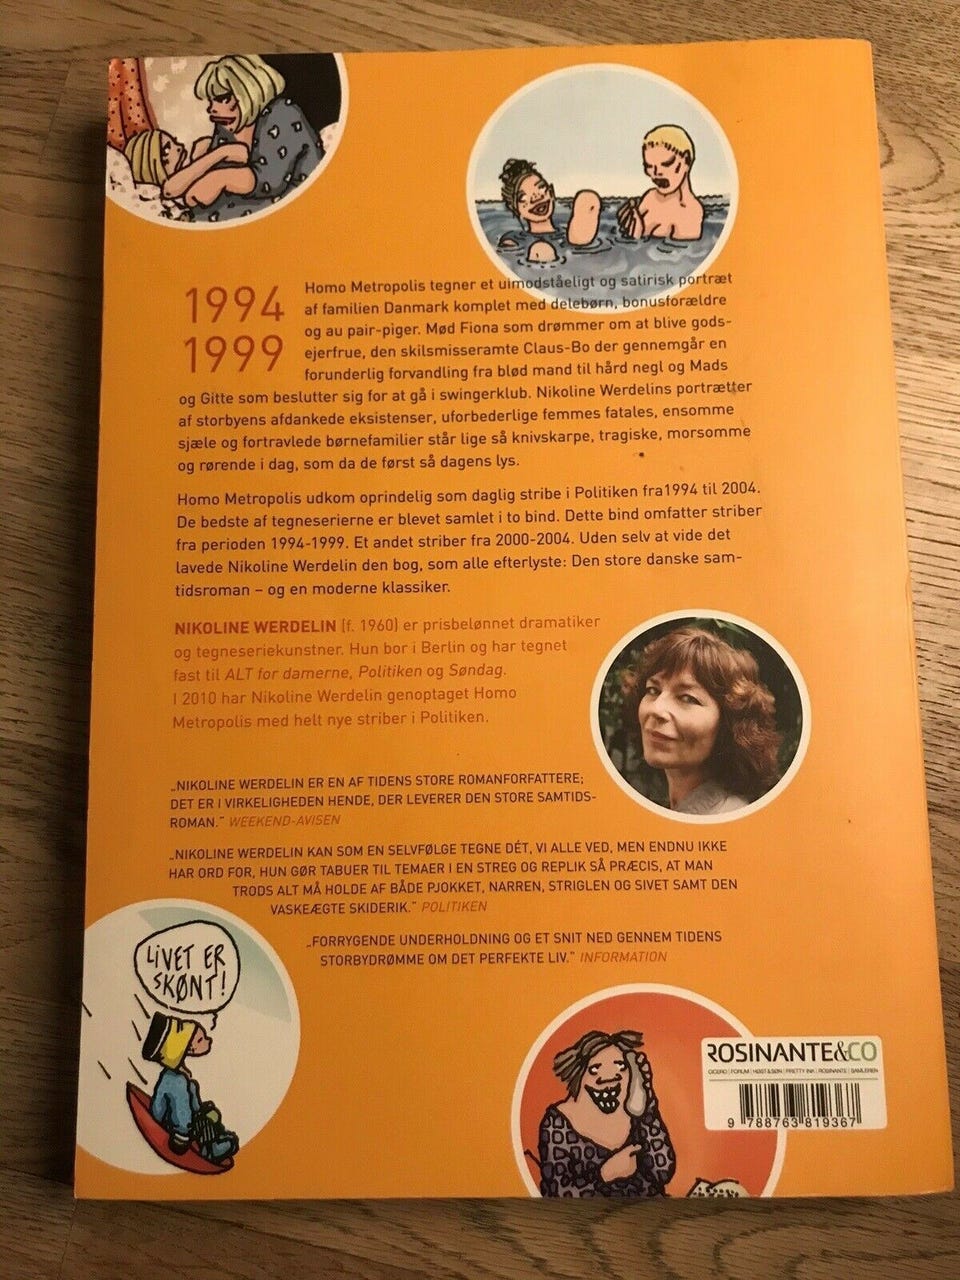 1994
1999
Homo Metropolis tegner et uimodståeligt og satirisk portræt
af familien Danmark komplet med delebørn, bonusforældre
og au pair-piger. Mød Fiona som drømmer om at blive gods-
ejerfrue, den skilsmisseramte Claus-Bo der gennemgår en
forunderlig forvandling fra blød mand til hård negl og Mads
og Gitte som beslutter sig for at gå i swingerklub. Nikoline Werdelins portrætter
af storbyens afdankede eksistenser, uforbederlige femmes fatales, ensomme
sjæle og fortravlede børnefamilier står lige så knivskarpe, tragiske, morsomme
og rørende i dag, som da de først så dagens lys.
Homo Metropolis udkom oprindelig som daglig stribe i Politiken fra1994 til 2004.
De bedste af tegneserierne er blevet samlet i to bind. Dette bind omfatter striber
fra perioden 1994-1999. Et andet striber fra 2000-2004. Uden selv at vide det
lavede Nikoline Werdelin den bog, som alle efterlyste: Den store danske sam-
tidsroman – og en moderne klassiker.
NIKOLINE WERDELIN (f. 1960) er prisbelønnet dramatiker
og tegneseriekunstner. Hun bor i Berlin og har tegnet
fast til ALT for damerne, Politiken og Søndag.
I 2010 har Nikoline Werdelin genoptaget Homo
Metropolis med helt nye striber i Politiken.
„NIKOLINE WERDELIN ER EN AF TIDENS STORE ROMANFORFATTERE;
DET ER I VIRKELIGHEDEN HENDE, DER LEVERER DEN STORE SAMTIDS-
ROMAN.” WEEKEND-AVISEN
„NIKOLINE WERDELIN KAN SOM EN SELVFØLGE TEGNE DÉT, VI ALLE VED, MEN ENDNU IKKE
HAR ORD FOR, HUN GØR TABUER TIL TEMAER I EN STREG OG REPLIK SÅ PRÆCIS, AT MAN
TRODS ALT MÅ HOLDE AF BÅDE PJOKKET, NARREN, STRIGLEN OG SIVET SAMT DEN
VASKEÆGTE SKIDERIK.” POLITIKEN
„FORRYGENDE UNDERHOLDNING OG ET SNIT NED GENNEM TIDENS
STORBYDRØMME OM DET PERFEKTE LIV.” INFORMATION
LIVET ER
SKØNT!
ROSINANTE&CO
CICERO | FORUM | HØST & SØN | PRETTY INK | ROSINANTE | SAMLEREN
9 788763 819367